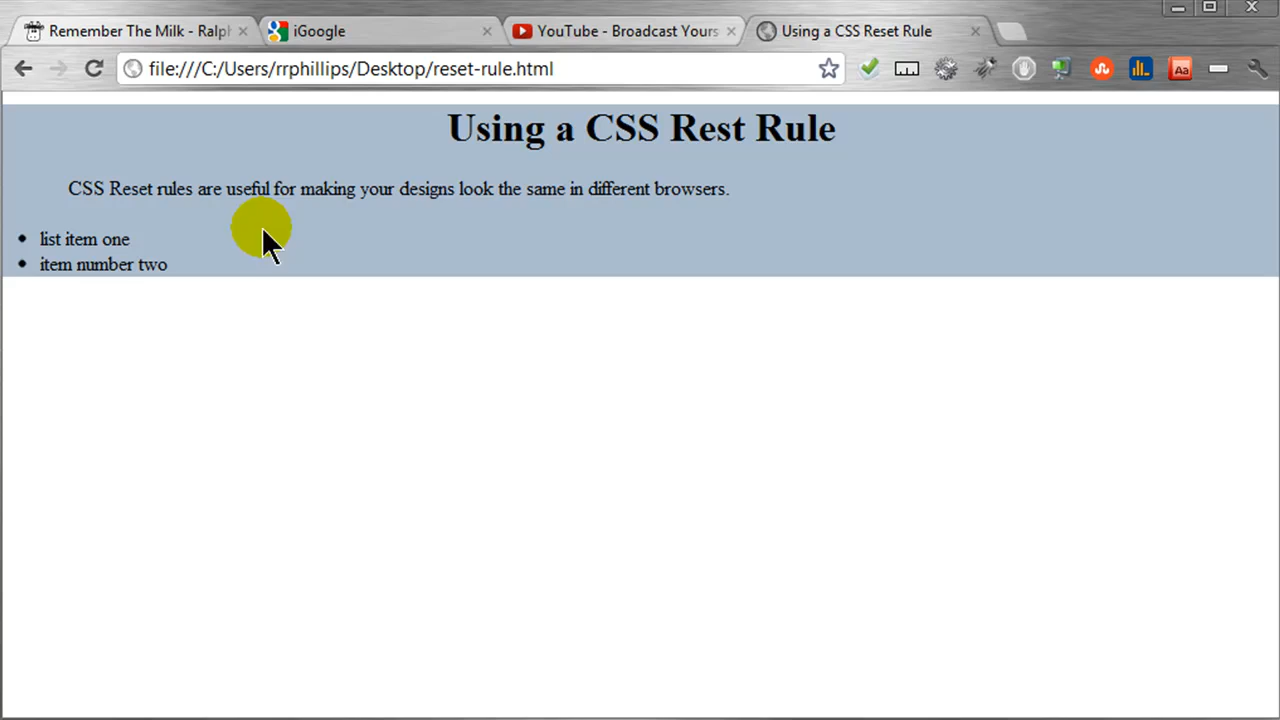 Remember The Milk - Ralph
iGoogle
YouTube - Broadcast Yours
Using a CSS Reset Rule
file:///C:/Users/rrphillips/Desktop/reset-rule.html
Aa
Using a CSS Rest Rule
CSS Reset rules are useful for making your designs look the same in different browsers.
• list item one
• item number two